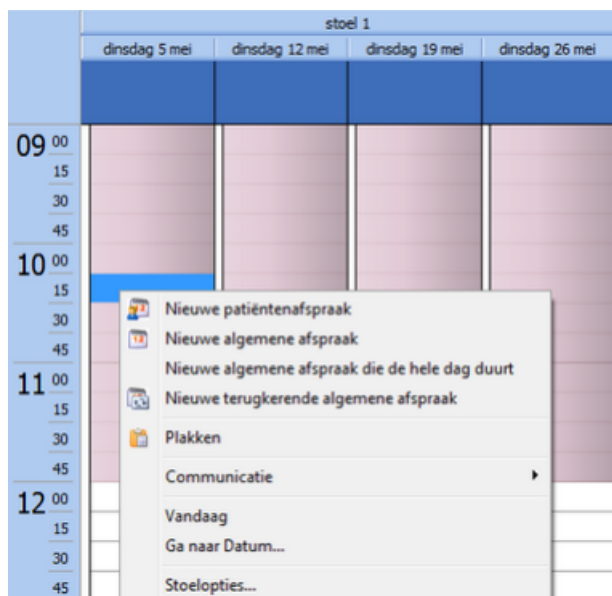 stoel 1
dinsdag 5 mei dinsdag 12 mei dinsdag 19 mei dinsdag 26 mei
09 00
15
30
45
10 00
15
30
45
11 00
15
30
45
12 00
15
30
45
Nieuwe patiëntenafspraak
Nieuwe algemene afspraak
Nieuwe algemene afspraak die de hele dag duurt
Nieuwe terugkerende algemene afspraak
Plakken
Communicatie
Vandaag
Ga naar Datum...
Stoelopties...